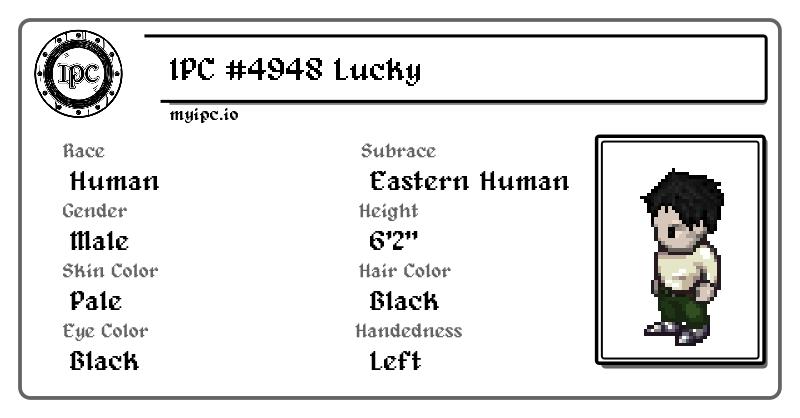 IPC
IPC #4948 Lucky
myipc.io
Race
Subrace
Human
Eastern Human
Gender
Height
Male
6'2"
Skin Color
Hair Color
Pale
Black
Eye Color
Handedness
Black
Left